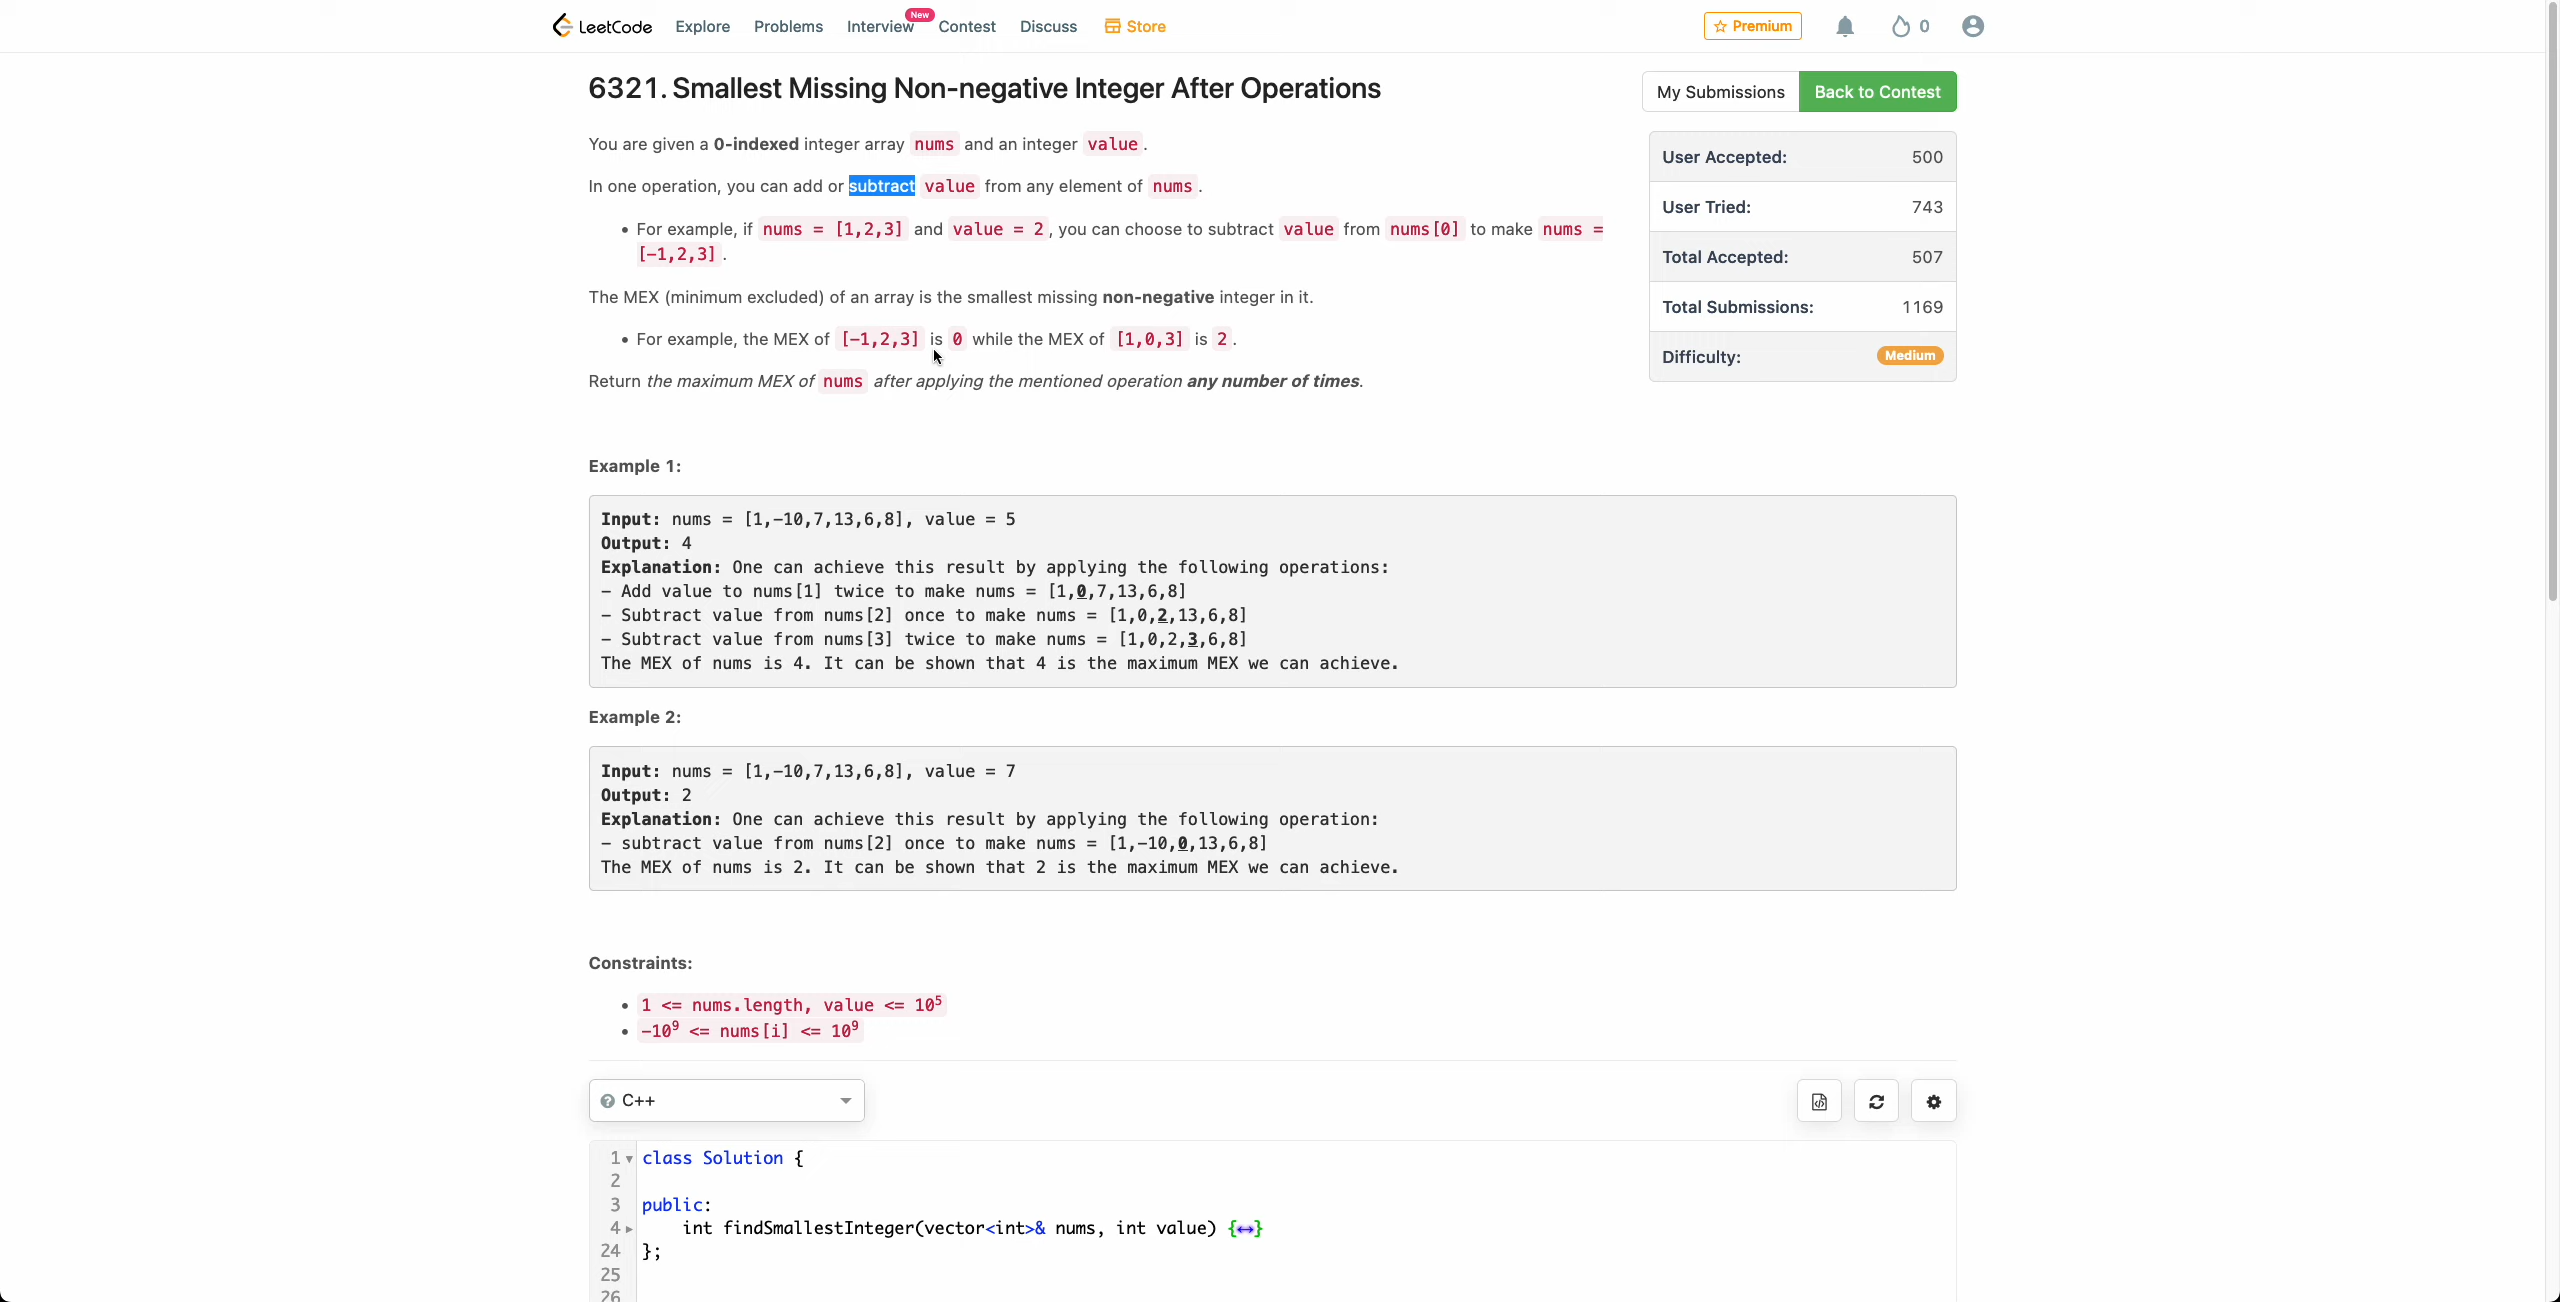 LeetCode Explore Problems Interview New Contest Discuss Store Premium 0
6321. Smallest Missing Non-negative Integer After Operations
My Submissions Back to Contest
You are given a 0-indexed integer array nums and an integer value.
In one operation, you can add or subtract value from any element of nums.
• For example, if nums = [1,2,3] and value = 2, you can choose to subtract value from nums[0] to make nums =
[-1,2,3].
The MEX (minimum excluded) of an array is the smallest missing non-negative integer in it.
• For example, the MEX of [-1,2,3] is 0 while the MEX of [1,0,3] is 2.
Return the maximum MEX of nums after applying the mentioned operation any number of times.
User Accepted: 500
User Tried: 743
Total Accepted: 507
Total Submissions: 1169
Difficulty: Medium
Example 1:
Input: nums = [1,-10,7,13,6,8], value = 5
Output: 4
Explanation: One can achieve this result by applying the following operations:
- Add value to nums[1] twice to make nums = [1,0,7,13,6,8]
- Subtract value from nums[2] once to make nums = [1,0,2,13,6,8]
- Subtract value from nums[3] twice to make nums = [1,0,2,3,6,8]
The MEX of nums is 4. It can be shown that 4 is the maximum MEX we can achieve.
Example 2:
Input: nums = [1,-10,7,13,6,8], value = 7
Output: 2
Explanation: One can achieve this result by applying the following operation:
- subtract value from nums[2] once to make nums = [1,-10,0,13,6,8]
The MEX of nums is 2. It can be shown that 2 is the maximum MEX we can achieve.
Constraints:
• 1 <= nums.length, value <= 10⁵
• -10⁹ <= nums[i] <= 10⁹
C++
1 class Solution {
2
3 public:
4 int findSmallestInteger(vector<int>& nums, int value) {↔}
24 };
25
26